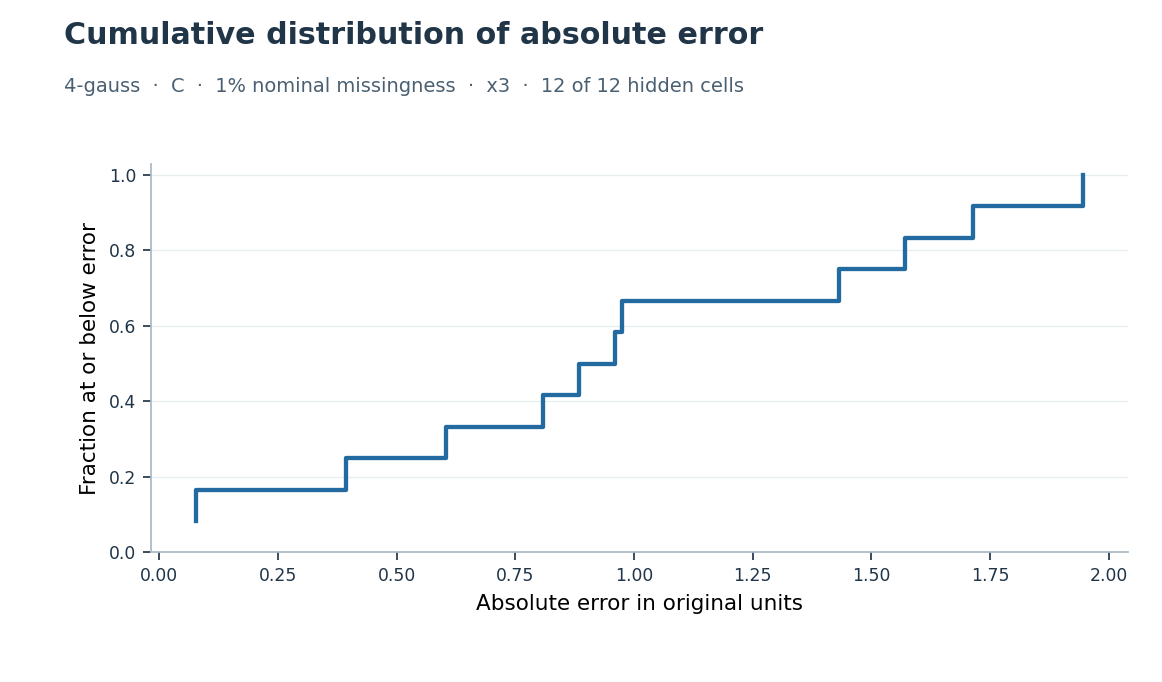 Cumulative distribution of absolute error
4-gauss · C · 1% nominal missingness · x3 · 12 of 12 hidden cells
Fraction at or below error
1.0
0.8
0.6
0.4
0.2
0.0
0.00 0.25 0.50 0.75 1.00 1.25 1.50 1.75 2.00
Absolute error in original units